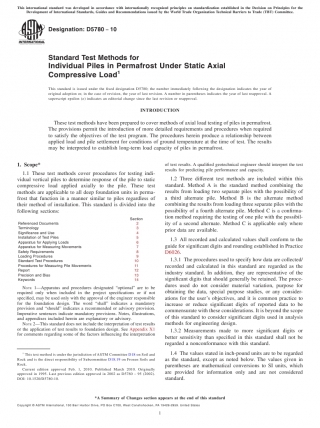 This international standard was developed in accordance with internationally recognized principles on standardization established in the Decision on Principles for the
Development of International Standards, Guides and Recommendations issued by the World Trade Organization Technical Barriers to Trade (TBT) Committee.
INTERNATIONAL
Designation: D5780 − 10
Standard Test Methods for
Individual Piles in Permafrost Under Static Axial
Compressive Load¹
This standard is issued under the fixed designation D5780; the number immediately following the designation indicates the year of
original adoption or, in the case of revision, the year of last revision. A number in parentheses indicates the year of last reapproval. A
superscript epsilon (ε) indicates an editorial change since the last revision or reapproval.
INTRODUCTION
These test methods have been prepared to cover methods of axial load testing of piles in permafrost.
The provisions permit the introduction of more detailed requirements and procedures when required
to satisfy the objectives of the test program. The procedures herein produce a relationship between
applied load and pile settlement for conditions of ground temperature at the time of test. The results
may be interpreted to establish long-term load capacity of piles in permafrost.
1. Scope*
1.1 These test methods cover procedures for testing indi-
vidual vertical piles to determine response of the pile to static
compressive load applied axially to the pile. These test
methods are applicable to all deep foundation units in perma-
frost that function in a manner similar to piles regardless of
their method of installation. This standard is divided into the
following sections:
Section
Referenced Documents 2
Terminology 3
Significance and Use 4
Installation of Test Piles 5
Apparatus for Applying Loads 6
Apparatus for Measuring Movements 7
Safety Requirements 8
Loading Procedures 9
Standard Test Procedures 10
Procedures for Measuring Pile Movements 11
Report 12
Precision and Bias 13
Keywords 14
NOTE 1—Apparatus and procedures designated "optional" are to be
required only when included in the project specifications or if not
specified, may be used only with the approval of the engineer responsible
for the foundation design. The word "shall" indicates a mandatory
provision and "should" indicates a recommended or advisory provision.
Imperative sentences indicate mandatory provisions. Notes, illustrations,
and appendixes included herein are explanatory or advisory.
NOTE 2—This standard does not include the interpretation of test results
or the application of test results to foundation design. See Appendix X1
for comments regarding some of the factors influencing the interpretation
¹ This test method is under the jurisdiction of ASTM Committee D18 on Soil and
Rock and is the direct responsibility of Subcommittee D18.19 on Frozen Soils and
Rock.
Current edition approved Feb. 1, 2010. Published March 2010. Originally
approved in 1995. Last previous edition approved in 2002 as D5780 – 95 (2002).
DOI: 10.1520/D5780-10.
of test results. A qualified geotechnical engineer should interpret the test
results for predicting pile performance and capacity.
1.2 Three different test methods are included within this
standard. Method A is the standard method combining the
results from loading two separate piles with the possibility of
a third alternate pile. Method B is the alternate method
combining the results from loading three separate piles with the
possibility of a fourth alternate pile. Method C is a confirma-
tion method requiring the testing of one pile with the possibil-
ity of a second alternate. Method C is applicable only where
prior data are available.
1.3 All recorded and calculated values shall conform to the
guide for significant digits and rounding established in Practice
D6026.
1.3.1 The procedures used to specify how data are collected/
recorded and calculated in this standard are regarded as the
industry standard. In addition, they are representative of the
significant digits that should generally be retained. The proce-
dures used do not consider material variation, purpose for
obtaining the data, special purpose studies, or any consider-
ations for the user's objectives, and it is common practice to
increase or reduce significant digits of reported data to be
commensurate with these considerations. It is beyond the scope
of this standard to consider significant digits used in analysis
methods for engineering design.
1.3.2 Measurements made to more significant digits or
better sensitivity than specified in this standard shall not be
regarded a nonconformance with this standard.
1.4 The values stated in inch-pound units are to be regarded
as the standard, except as noted below. The values given in
parentheses are mathematical conversions to SI units, which
are provided for information only and are not considered
standard.
*A Summary of Changes section appears at the end of this standard
Copyright © ASTM International, 100 Barr Harbor Drive, PO Box C700, West Conshohocken, PA 19428-2959. United States
1